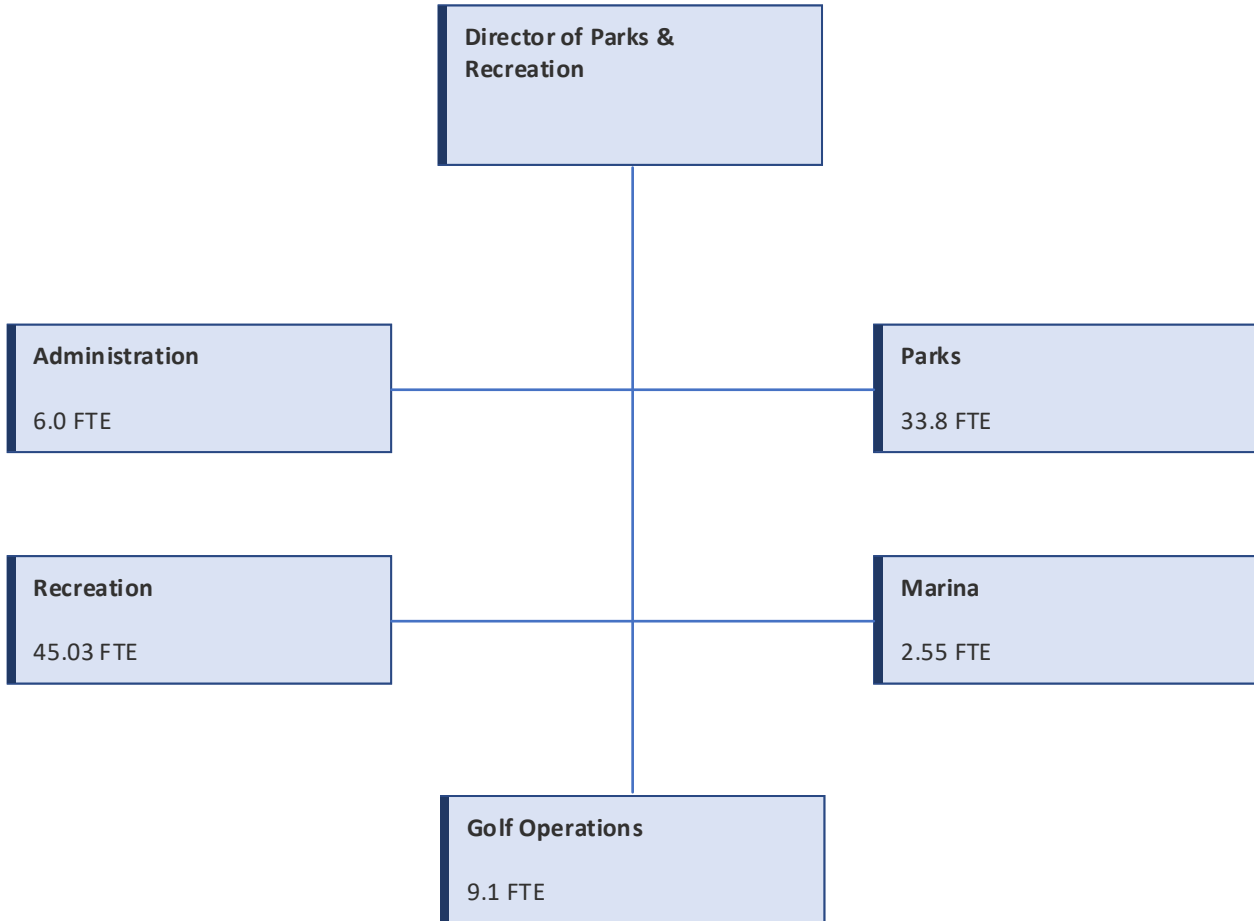 Director of Parks &
Recreation
Administration
6.0 FTE
Parks
33.8 FTE
Recreation
45.03 FTE
Marina
2.55 FTE
Golf Operations
9.1 FTE